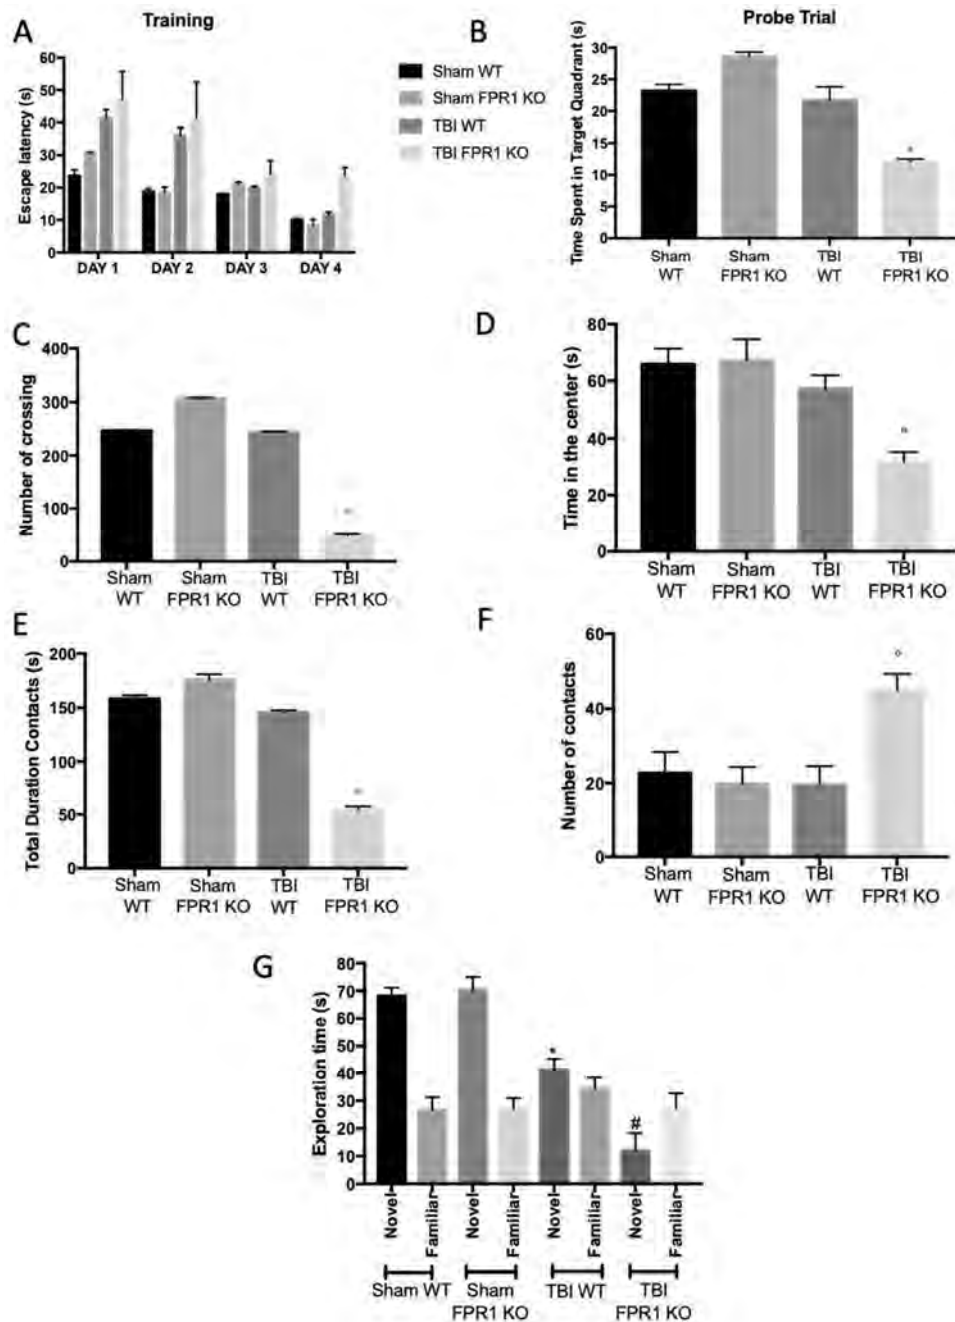 A
Training
Escape latency (s)
60
50
40
30
20
10
0
DAY 1
DAY 2
DAY 3
DAY 4
Sham WT
Sham FPR1 KO
TBI WT
TBI FPR1 KO
B
Probe Trial
Time Spent in Target Quadrant (s)
30
25
20
15
10
5
0
Sham
WT
Sham
FPR1 KO
TBI
WT
TBI
FPR1 KO
C
Number of crossing
400
300
200
100
0
Sham
WT
Sham
FPR1 KO
TBI
WT
TBI
FPR1 KO
D
Time in the center (s)
80
60
40
20
0
Sham
WT
Sham
FPR1 KO
TBI
WT
TBI
FPR1 KO
E
Total Duration Contacts (s)
200
150
100
50
0
Sham
WT
Sham
FPR1 KO
TBI
WT
TBI
FPR1 KO
F
Number of contacts
60
40
20
0
Sham
WT
Sham
FPR1 KO
TBI
WT
TBI
FPR1 KO
G
Exploration time (s)
80
70
60
50
40
30
20
10
0
*
#
Novel
Familiar
Novel
Familiar
Novel
Familiar
Novel
Familiar
Sham WT
Sham
FPR1 KO
TBI WT
TBI
FPR1 KO